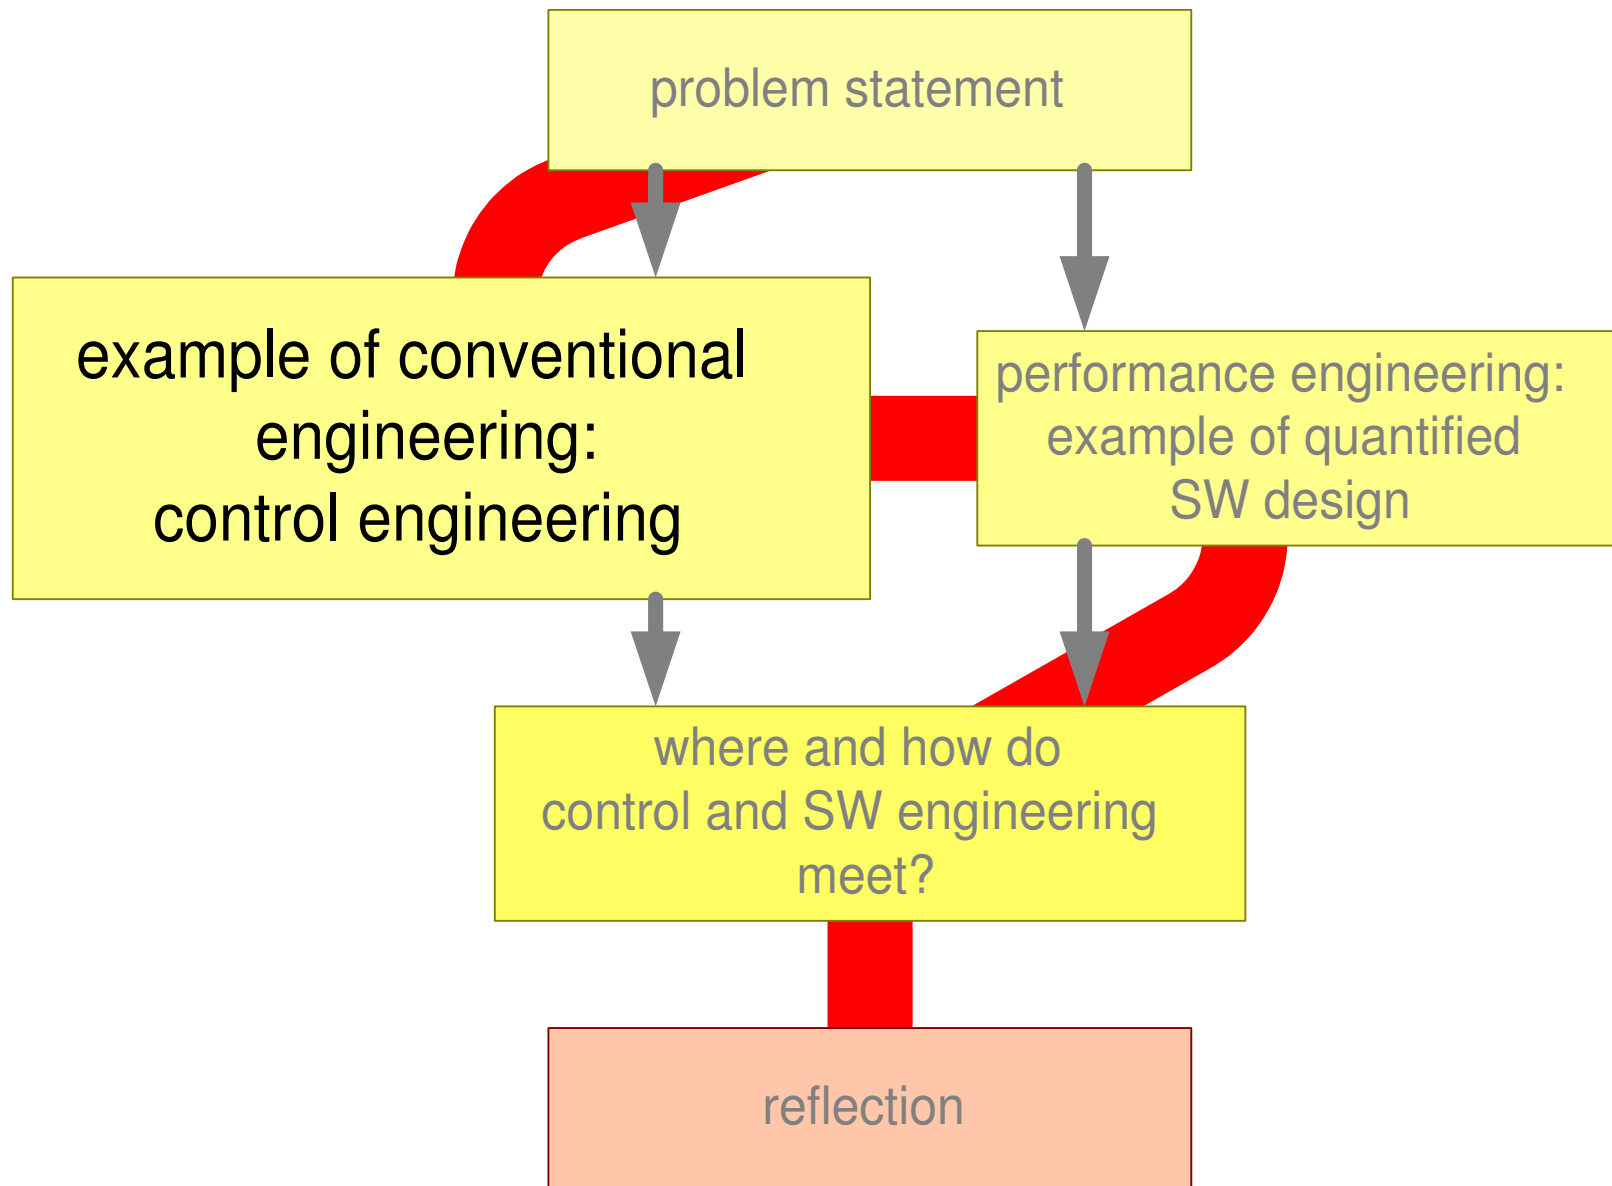 problem statement
example of conventional
engineering:
control engineering
performance engineering:
example of quantified
SW design
where and how do
control and SW engineering
meet?
reflection